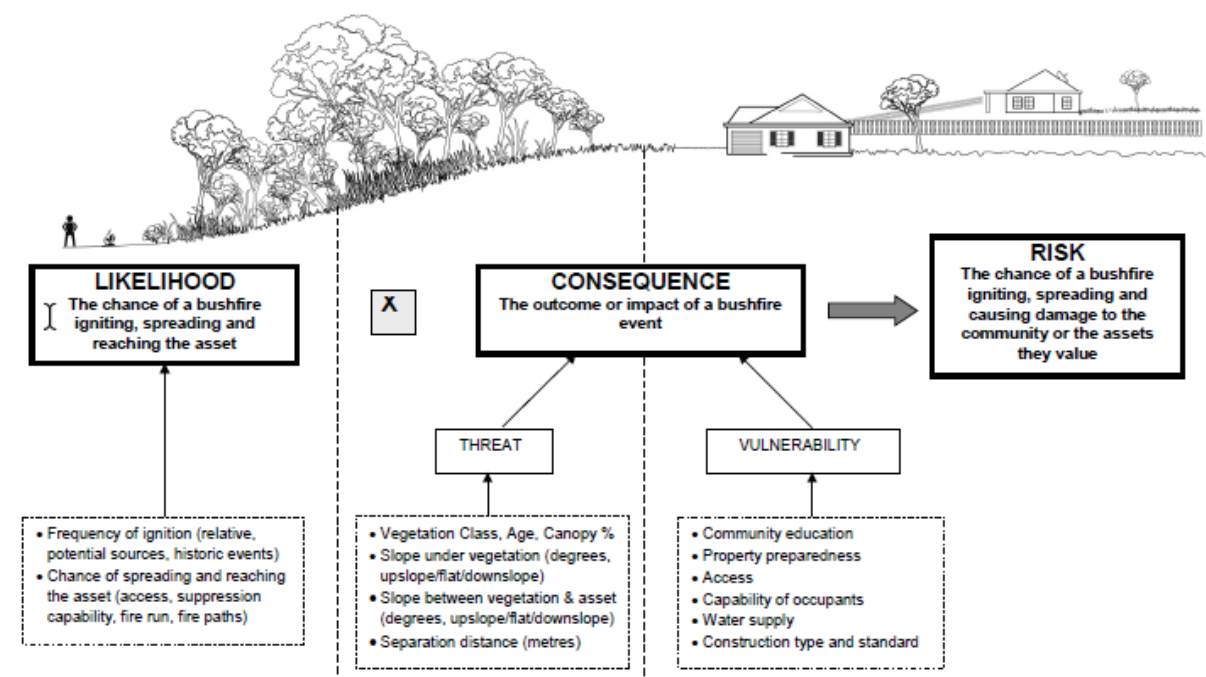 LIKELIHOOD
The chance of a bushfire
igniting, spreading and
reaching the asset
X
CONSEQUENCE
The outcome or impact of a bushfire
event
RISK
The chance of a bushfire
igniting, spreading and
causing damage to the
community or the assets
they value
THREAT
VULNERABILITY
• Frequency of ignition (relative,
potential sources, historic events)
• Chance of spreading and reaching
the asset (access, suppression
capability, fire run, fire paths)
• Vegetation Class, Age, Canopy %
• Slope under vegetation (degrees,
upslope/flat/downslope)
• Slope between vegetation & asset
(degrees, upslope/flat/downslope)
• Separation distance (metres)
• Community education
• Property preparedness
• Access
• Capability of occupants
• Water supply
• Construction type and standard